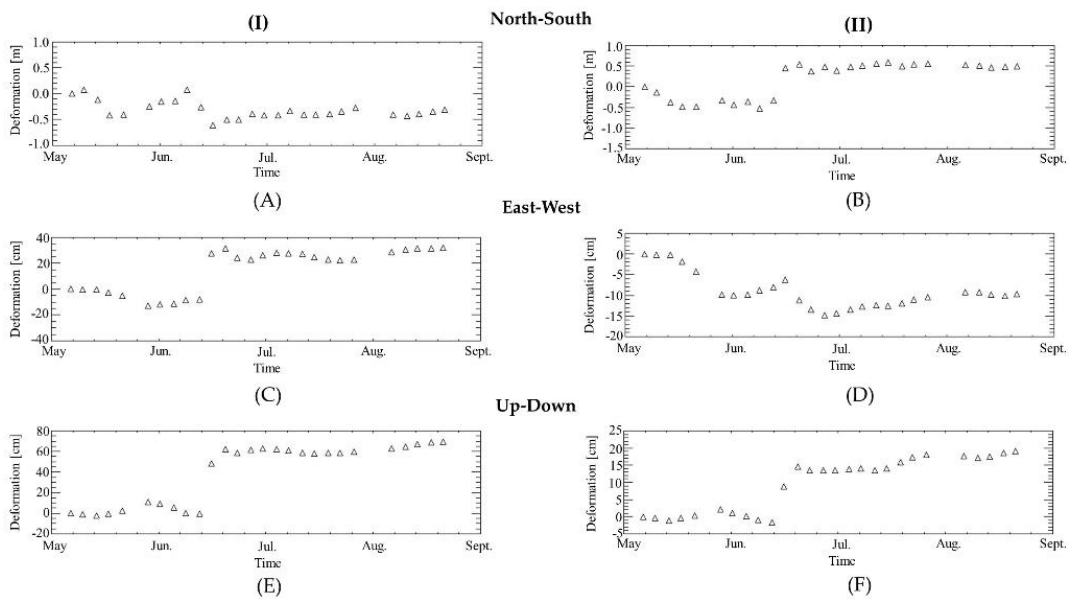 North-South
(I)
(II)
Deformation [m]
1.0
0.5
0.0
-0.5
-1.0
May
Jun.
Jul.
Aug.
Sept.
Time
(A)
Deformation [m]
1.0
0.5
0.0
-0.5
-1.0
-1.5
May
Jun.
Jul.
Aug.
Sept.
Time
(B)
East-West
Deformation [cm]
40
20
0
-20
-40
May
Jun.
Jul.
Aug.
Sept.
Time
(C)
Deformation [cm]
5
0
-5
-10
-15
-20
May
Jun.
Jul.
Aug.
Sept.
Time
(D)
Up-Down
Deformation [cm]
80
60
40
20
0
-20
May
Jun.
Jul.
Aug.
Sept.
Time
(E)
Deformation [cm]
25
20
15
10
5
0
-5
May
Jun.
Jul.
Aug.
Sept.
Time
(F)